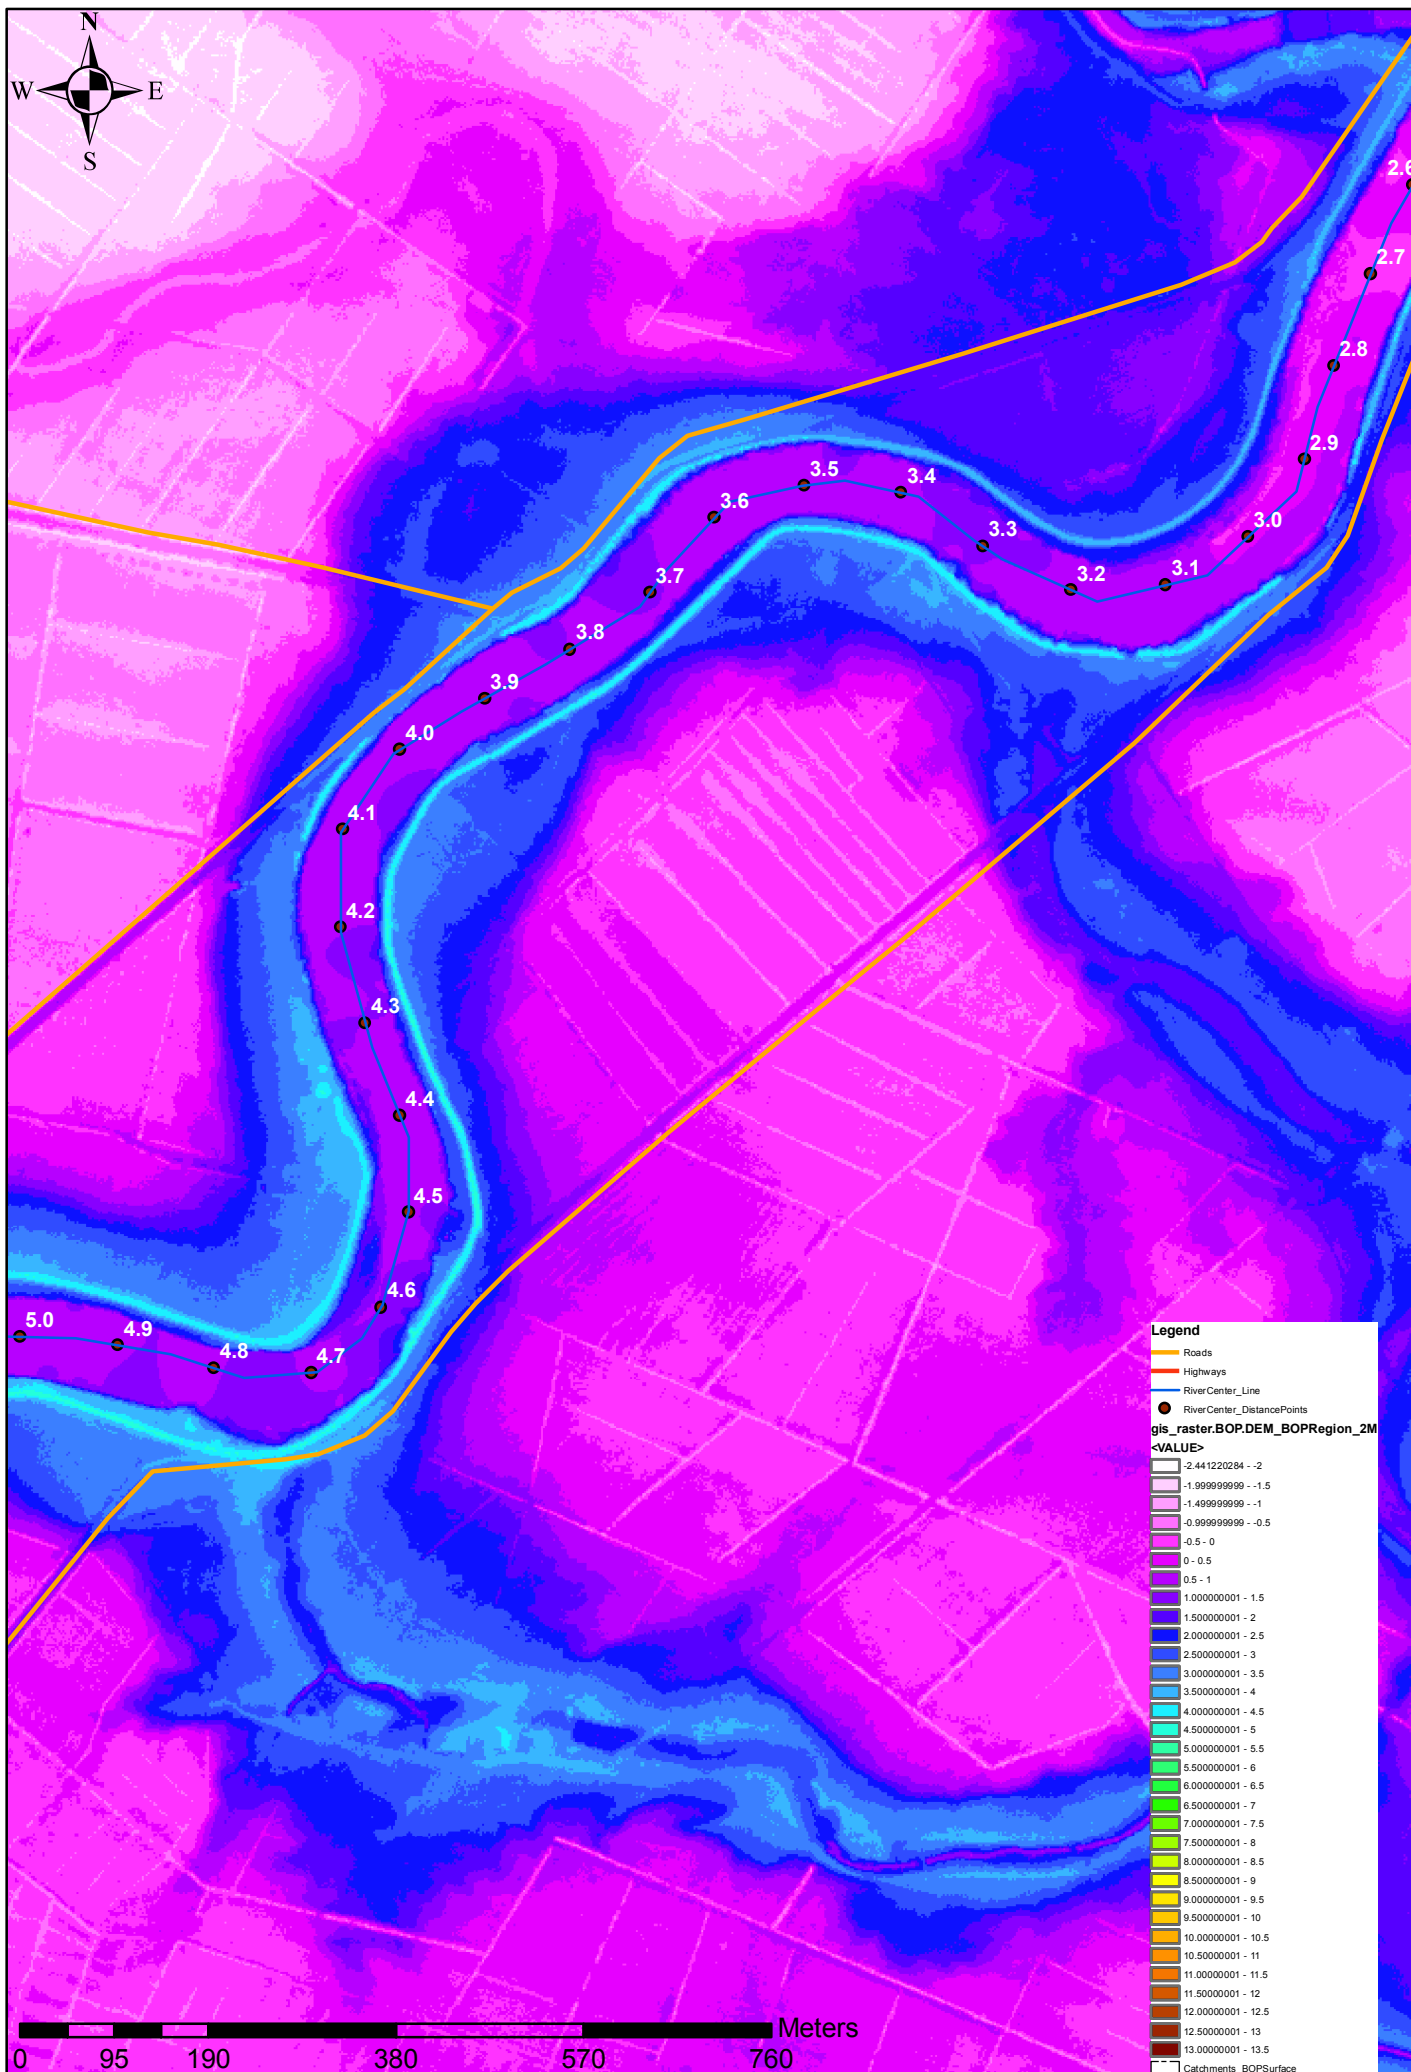 N
W E
S
2.6
2.7
2.8
2.9
3.5
3.4
3.6
3.0
3.3
3.1
3.2
3.7
3.8
3.9
4.0
4.1
4.2
4.3
4.4
4.5
4.6
5.0
4.9
4.8
4.7
Legend
Roads
Highways
RiverCenter_Line
RiverCenter_DistancePoints
gis_raster.BOP.DEM_BOPRegion_2M
<VALUE>
-2.441220284 - -2
-1.999999999 - -1.5
-1.499999999 - -1
-0.999999999 - -0.5
-0.5 - 0
0 - 0.5
0.5 - 1
1.000000001 - 1.5
1.500000001 - 2
2.000000001 - 2.5
2.500000001 - 3
3.000000001 - 3.5
3.500000001 - 4
4.000000001 - 4.5
4.500000001 - 5
5.000000001 - 5.5
5.500000001 - 6
6.000000001 - 6.5
6.500000001 - 7
7.000000001 - 7.5
7.500000001 - 8
8.000000001 - 8.5
8.500000001 - 9
9.000000001 - 9.5
9.500000001 - 10
10.00000001 - 10.5
10.50000001 - 11
11.00000001 - 11.5
11.50000001 - 12
12.00000001 - 12.5
12.50000001 - 13
13.00000001 - 13.5
Catchments_BOPSurface
Meters
0 95 190 380 570 760